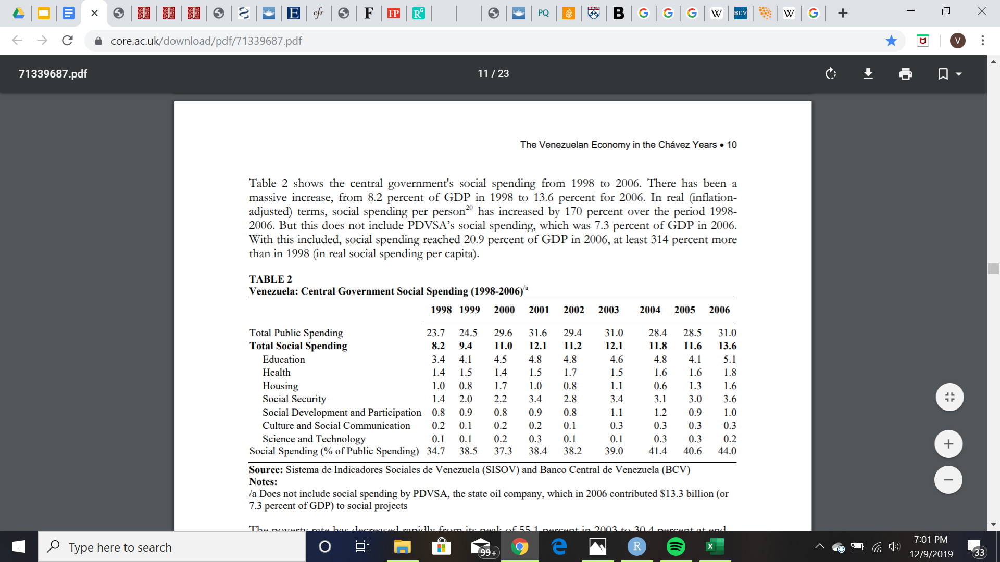 JP
E
cfr
F
FP
RG
PQ
B
G
G
G
W
BCV
W
G
core.ac.uk/download/pdf/71339687.pdf
V
71339687.pdf
11 / 23
The Venezuelan Economy in the Chávez Years • 10
Table 2 shows the central government's social spending from 1998 to 2006. There has been a
massive increase, from 8.2 percent of GDP in 1998 to 13.6 percent for 2006. In real (inflation-
adjusted) terms, social spending per person20 has increased by 170 percent over the period 1998-
2006. But this does not include PDVSA's social spending, which was 7.3 percent of GDP in 2006.
With this included, social spending reached 20.9 percent of GDP in 2006, at least 314 percent more
than in 1998 (in real social spending per capita).
TABLE 2
Venezuela: Central Government Social Spending (1998-2006)/a
1998 1999 2000 2001 2002 2003 2004 2005 2006
Total Public Spending 23.7 24.5 29.6 31.6 29.4 31.0 28.4 28.5 31.0
Total Social Spending 8.2 9.4 11.0 12.1 11.2 12.1 11.8 11.6 13.6
Education 3.4 4.1 4.5 4.8 4.8 4.6 4.8 4.1 5.1
Health 1.4 1.5 1.4 1.5 1.7 1.5 1.6 1.6 1.8
Housing 1.0 0.8 1.7 1.0 0.8 1.1 0.6 1.3 1.6
Social Security 1.4 2.0 2.2 3.4 2.8 3.4 3.1 3.0 3.6
Social Development and Participation 0.8 0.9 0.8 0.9 0.8 1.1 1.2 0.9 1.0
Culture and Social Communication 0.2 0.1 0.2 0.2 0.1 0.3 0.3 0.3 0.3
Science and Technology 0.1 0.1 0.2 0.3 0.1 0.1 0.3 0.3 0.2
Social Spending (% of Public Spending) 34.7 38.5 37.3 38.4 38.2 39.0 41.4 40.6 44.0
Source: Sistema de Indicadores Sociales de Venezuela (SISOV) and Banco Central de Venezuela (BCV)
Notes:
/a Does not include social spending by PDVSA, the state oil company, which in 2006 contributed $13.3 billion (or
7.3 percent of GDP) to social projects
The poverty rate has decreased rapidly from its peak of 55.1 percent in 2003 to 30.4 percent at end
Type here to search
99+
R
X
7:01 PM
12/9/2019
33